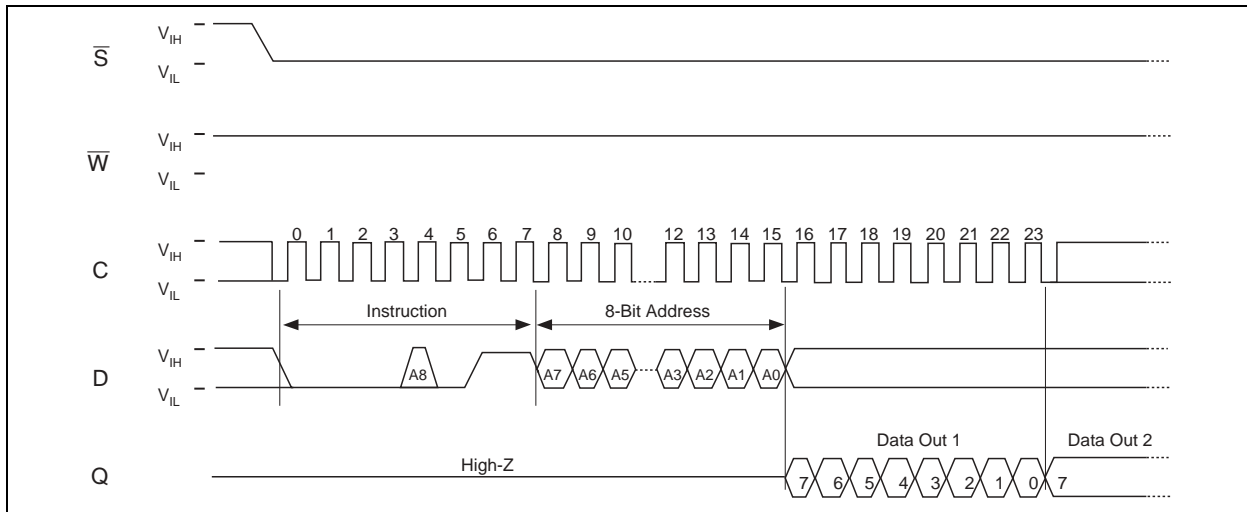 S̅ V_IH
V_IL
W̅ V_IH
V_IL
0 1 2 3 4 5 6 7 8 9 10 12 13 14 15 16 17 18 19 20 21 22 23
C V_IH
V_IL
Instruction 8-Bit Address
D V_IH
V_IL
A8 A7 A6 A5 A3 A2 A1 A0
Data Out 1 Data Out 2
Q High-Z
7 6 5 4 3 2 1 0 7